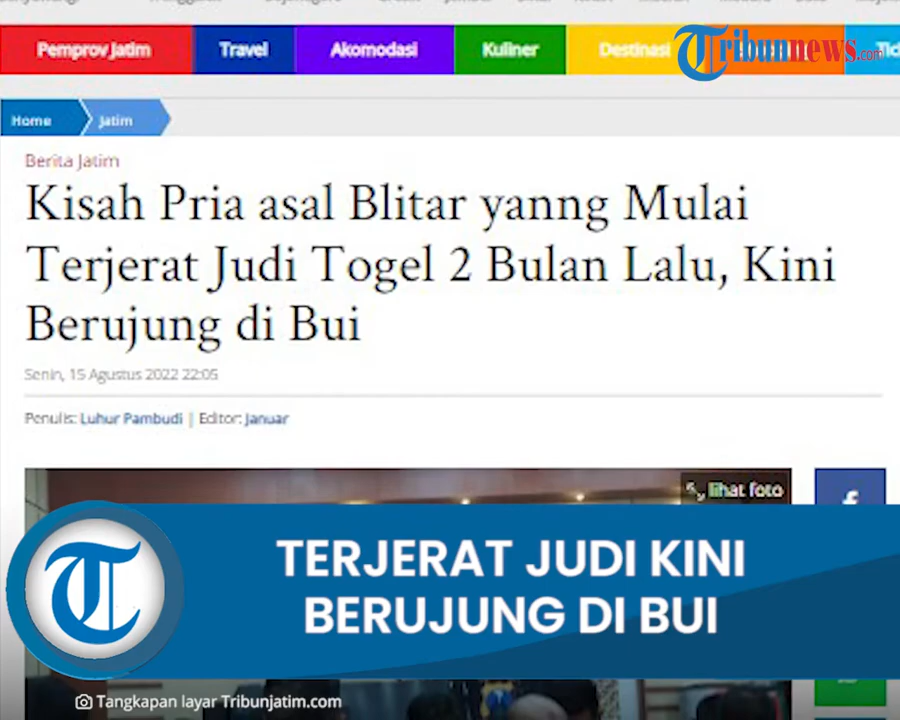 Pemprov Jatim Travel Akomodasi Kuliner Destinasi
Tribunnews.com
Home Jatim
Berita Jatim
Kisah Pria asal Blitar yanng Mulai
Terjerat Judi Togel 2 Bulan Lalu, Kini
Berujung di Bui
Senin, 15 Agustus 2022 22:05
Penulis: Luhur Pambudi | Editor: Januar
lihat foto
TERJERAT JUDI KINI
BERUJUNG DI BUI
Tangkapan layar Tribunjatim.com